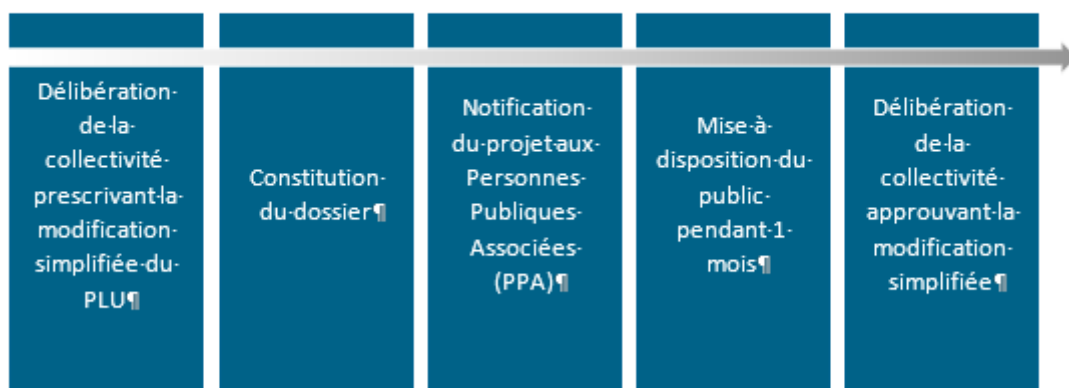 Délibération·
de·la·
collectivité·
prescrivant·la·
modification·
simplifiée·du·
PLU¶
Constitution·
du·dossier¶
Notification·
du·projet·aux·
Personnes·
Publiques·
Associées·
(PPA)¶
Mise·à·
disposition·du·
public·
pendant·1·
mois¶
Délibération·
de·la·
collectivité·
approuvant·la·
modification·
simplifiée¶